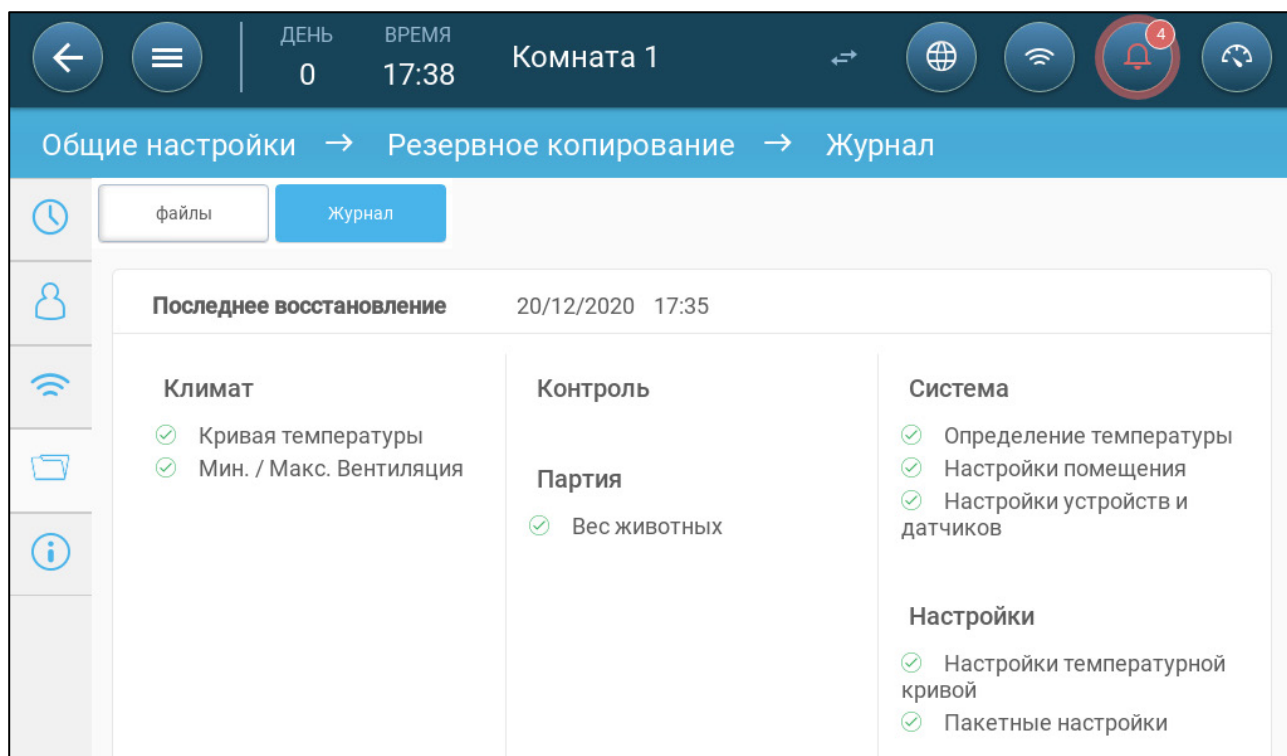 ДЕНЬ ВРЕМЯ
0 17:38 Комната 1 4
Общие настройки → Резервное копирование → Журнал
файлы Журнал
Последнее восстановление 20/12/2020 17:35
Климат
Кривая температуры
Мин. / Макс. Вентиляция
Контроль
Партия
Вес животных
Система
Определение температуры
Настройки помещения
Настройки устройств и
датчиков
Настройки
Настройки температурной
кривой
Пакетные настройки